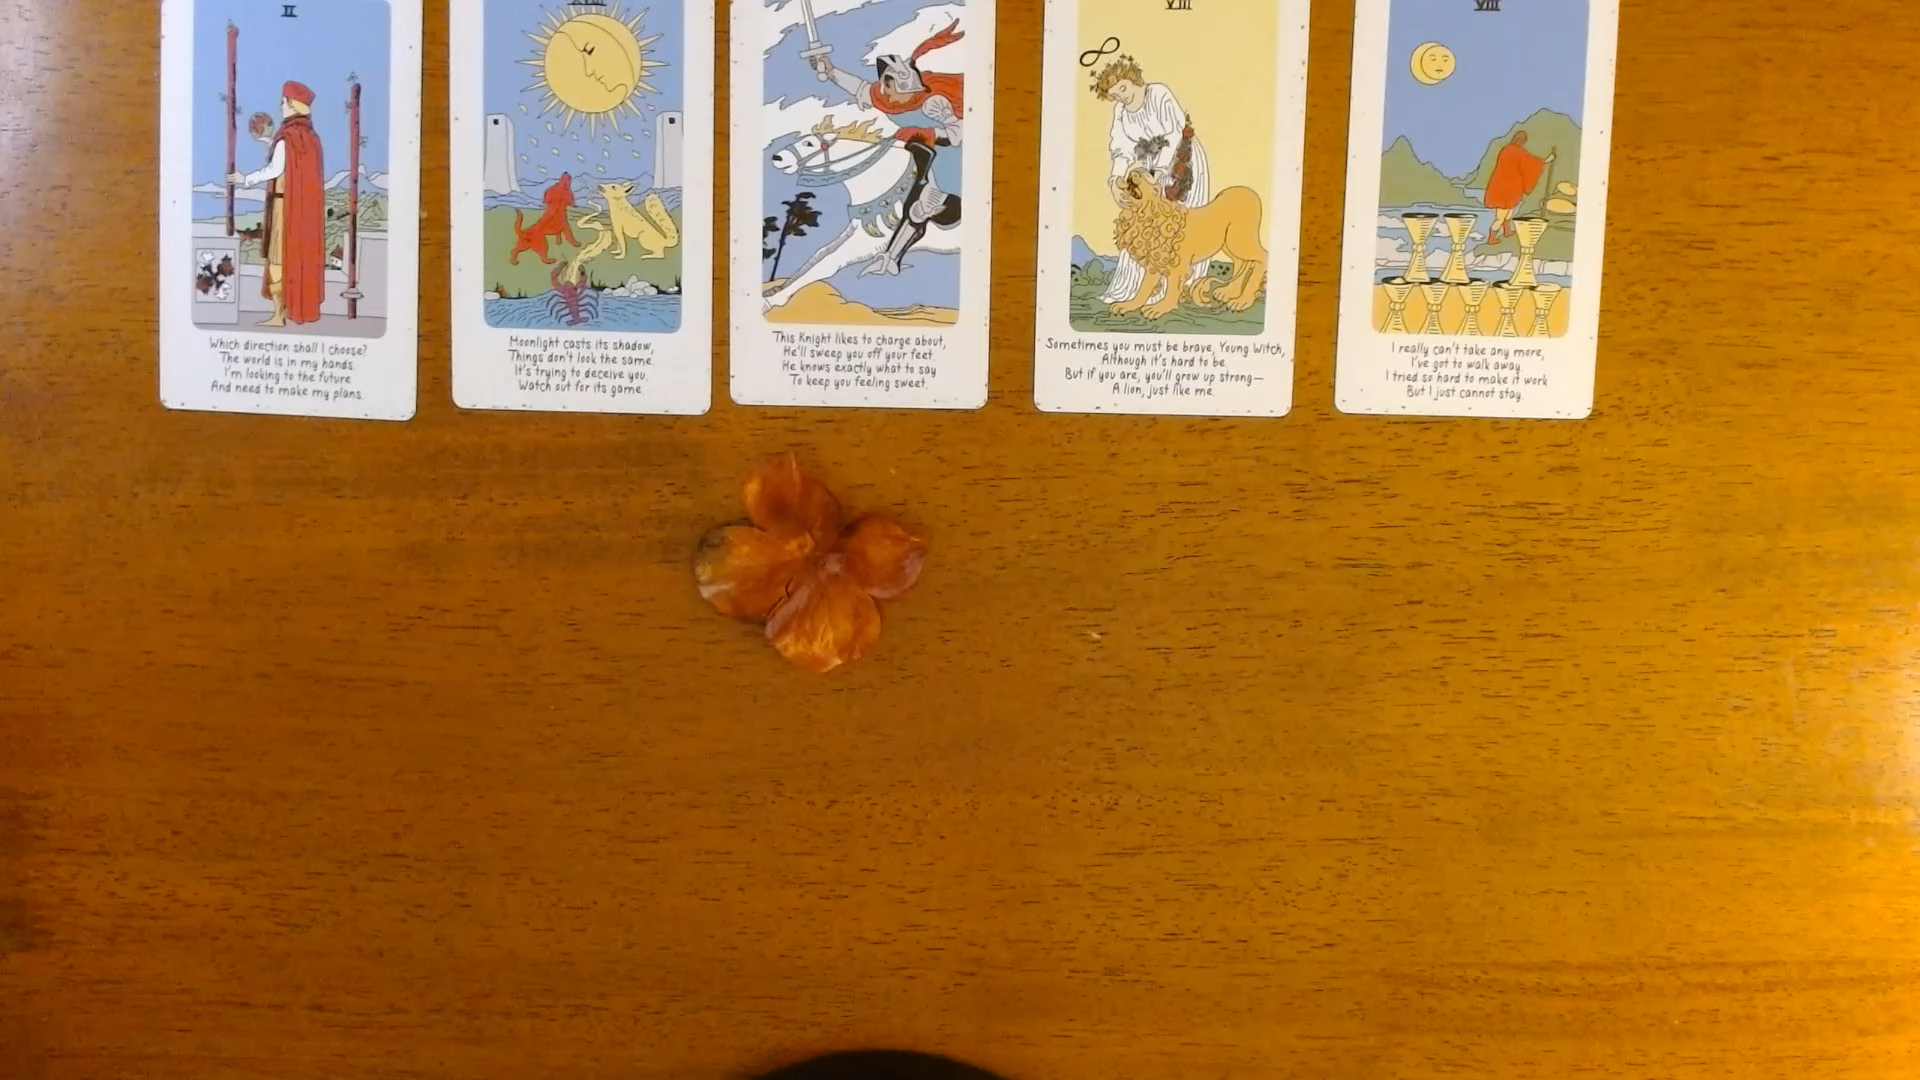 II
XVIII
VIII
VIII
Which direction shall I choose?
The world is in my hands.
I'm looking to the future
And need to make my plans.
Moonlight casts its shadow,
Things don't look the same.
It's trying to deceive you,
Watch out for its game.
This Knight likes to charge about,
He'll sweep you off your feet.
He knows exactly what to say
To keep you feeling sweet.
Sometimes you must be brave, Young Witch,
Although it's hard to be.
But if you are, you'll grow up strong—
A lion, just like me.
I really can't take any more,
I've got to walk away.
I tried so hard to make it work
But I just cannot stay.